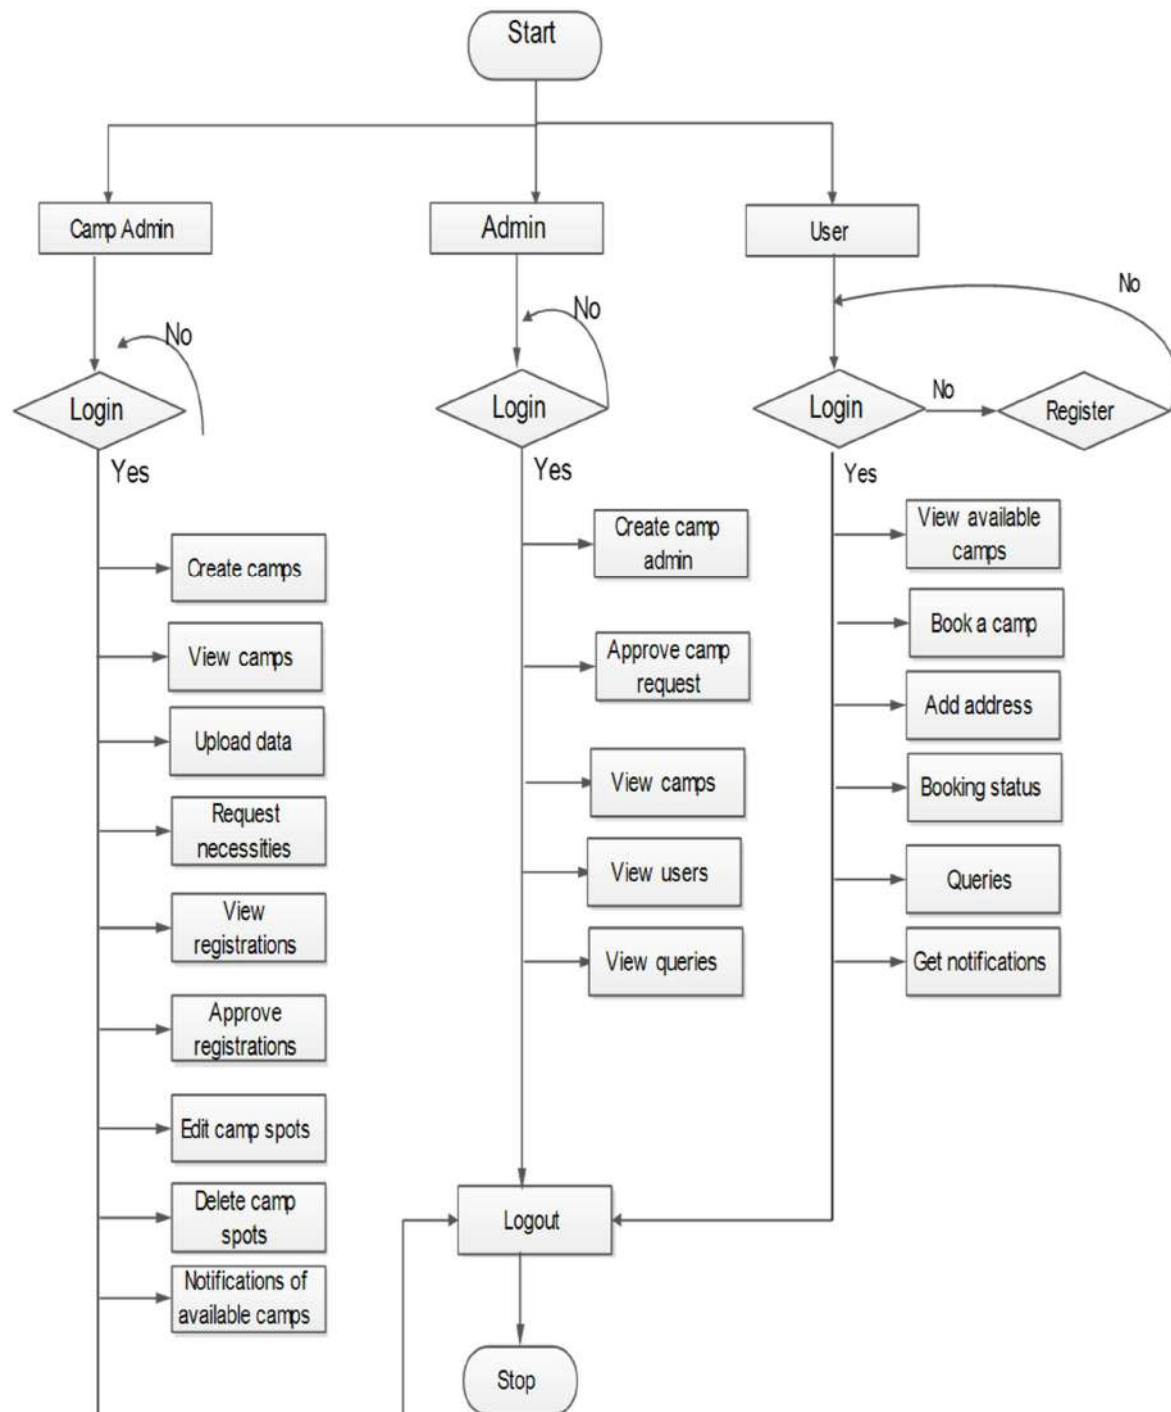 Start
Camp Admin
Admin
User
No
No
No
Login
Login
Login
No
Register
Yes
Yes
Yes
Create camps
View camps
Upload data
Request
necessities
View
registrations
Approve
registrations
Edit camp spots
Delete camp
spots
Notifications of
available camps
Create camp
admin
Approve camp
request
View camps
View users
View queries
View available
camps
Book a camp
Add address
Booking status
Queries
Get notifications
Logout
Stop